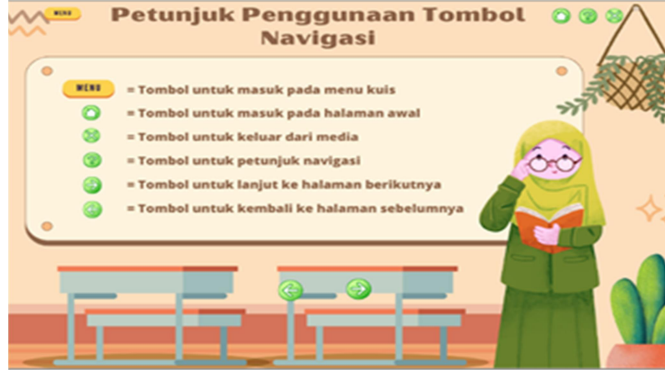 MENU
Petunjuk Penggunaan Tombol
Navigasi
MENU = Tombol untuk masuk pada menu kuis
= Tombol untuk masuk pada halaman awal
= Tombol untuk keluar dari media
= Tombol untuk petunjuk navigasi
= Tombol untuk lanjut ke halaman berikutnya
= Tombol untuk kembali ke halaman sebelumnya